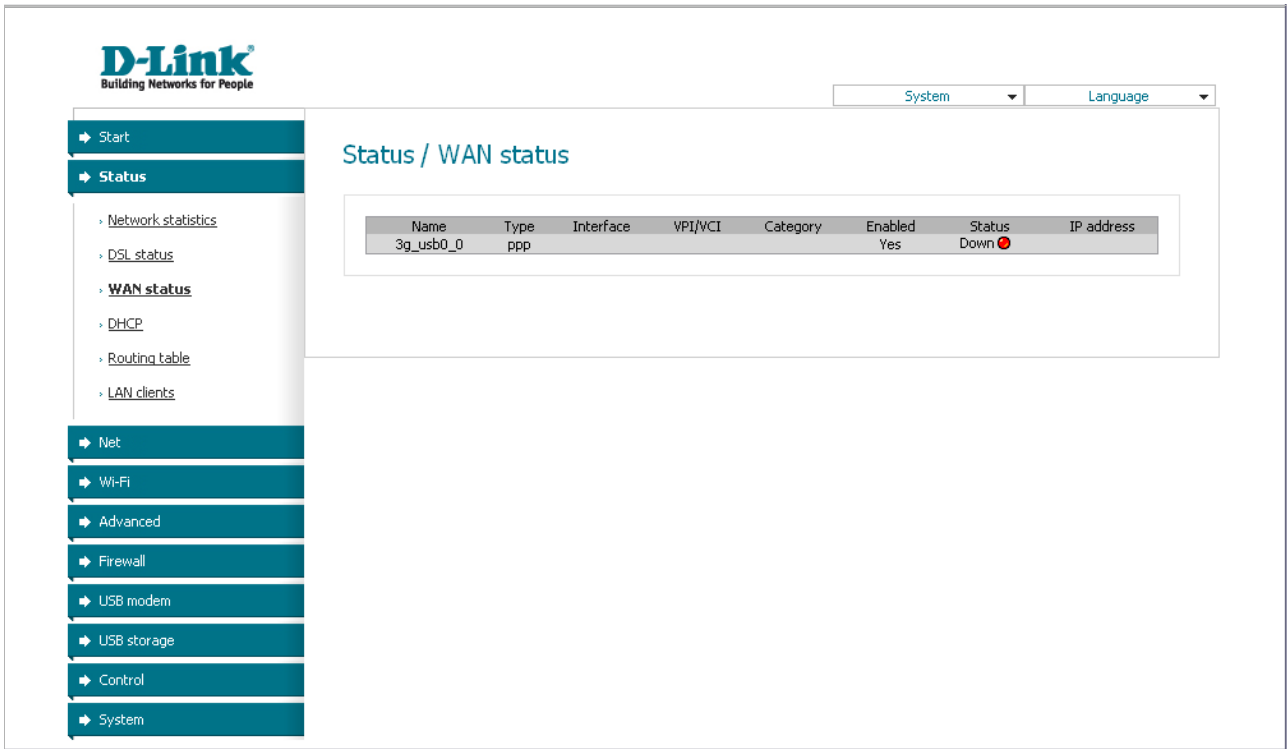 D-Link
Building Networks for People
System Language
Start
Status
Network statistics
DSL status
WAN status
DHCP
Routing table
LAN clients
Net
Wi-Fi
Advanced
Firewall
USB modem
USB storage
Control
System
Status / WAN status
Name Type Interface VPI/VCI Category Enabled Status IP address
3g_usb0_0 ppp Yes Down